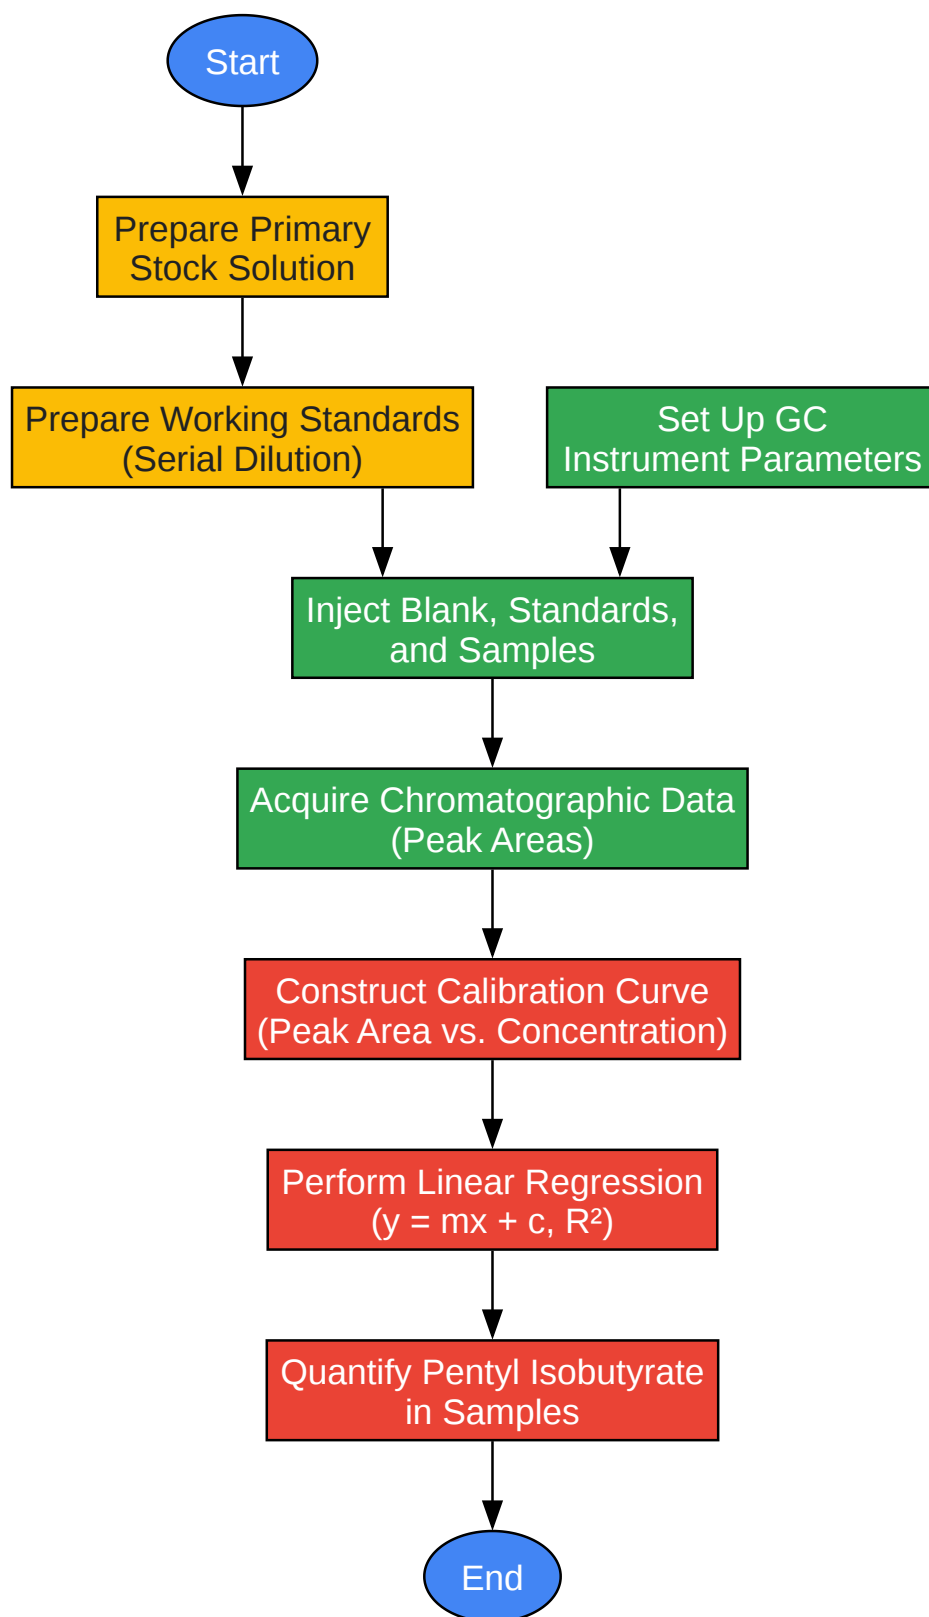 Start
Prepare Primary
Stock Solution
Prepare Working Standards
(Serial Dilution)
Set Up GC
Instrument Parameters
Inject Blank, Standards,
and Samples
Acquire Chromatographic Data
(Peak Areas)
Construct Calibration Curve
(Peak Area vs. Concentration)
Perform Linear Regression
(y = mx + c, R²)
Quantify Pentyl Isobutyrate
in Samples
End